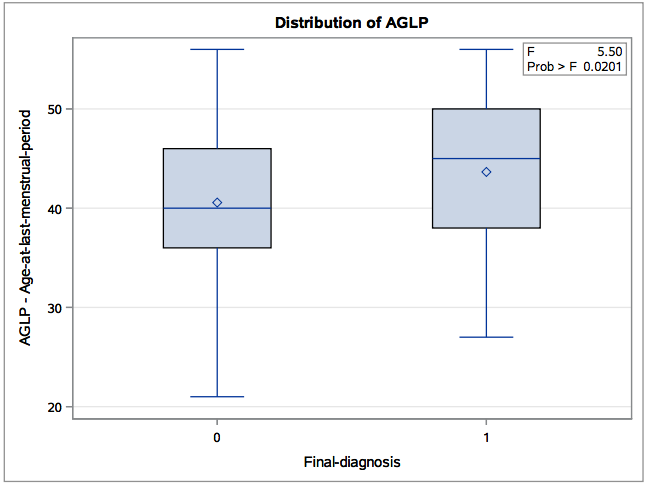 Distribution of AGLP
F 5.50
Prob > F 0.0201
AGLP - Age-at-last-menstrual-period
50
40
30
20
0
1
Final-diagnosis